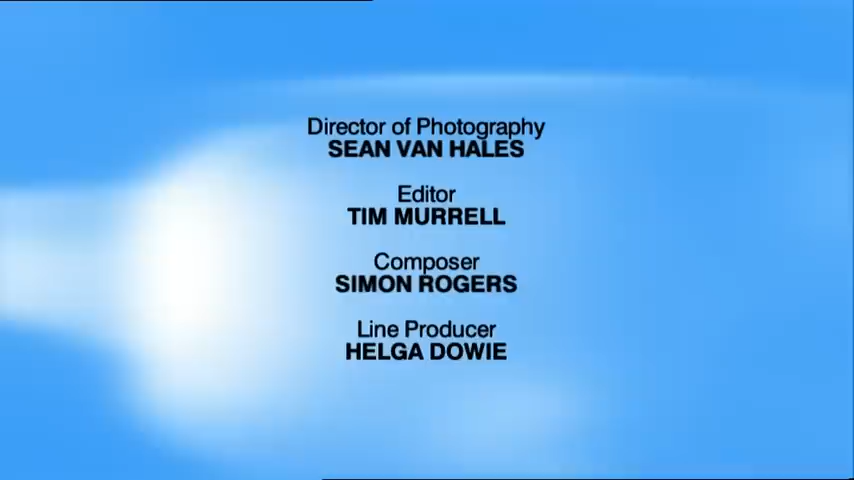 Director of Photography
SEAN VAN HALES
Editor
TIM MURRELL
Composer
SIMON ROGERS
Line Producer
HELGA DOWIE